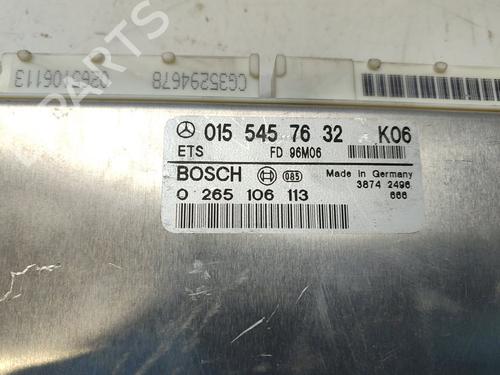 0265106113 CG35294678
015 545 76 32 K06
ETS FD 96M06
BOSCH 085 Made in Germany
3874 2496
0 265 106 113 666
PARTS